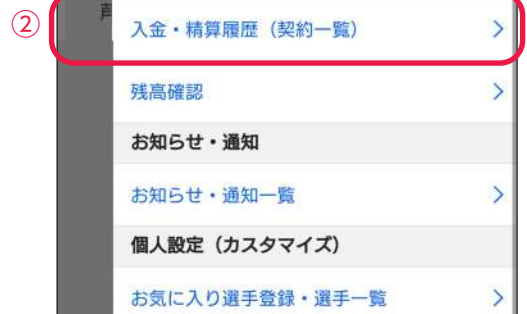 ②
入金・精算履歴（契約一覧）
残高確認
お知らせ・通知
お知らせ・通知一覧
個人設定（カスタマイズ）
お気に入り選手登録・選手一覧